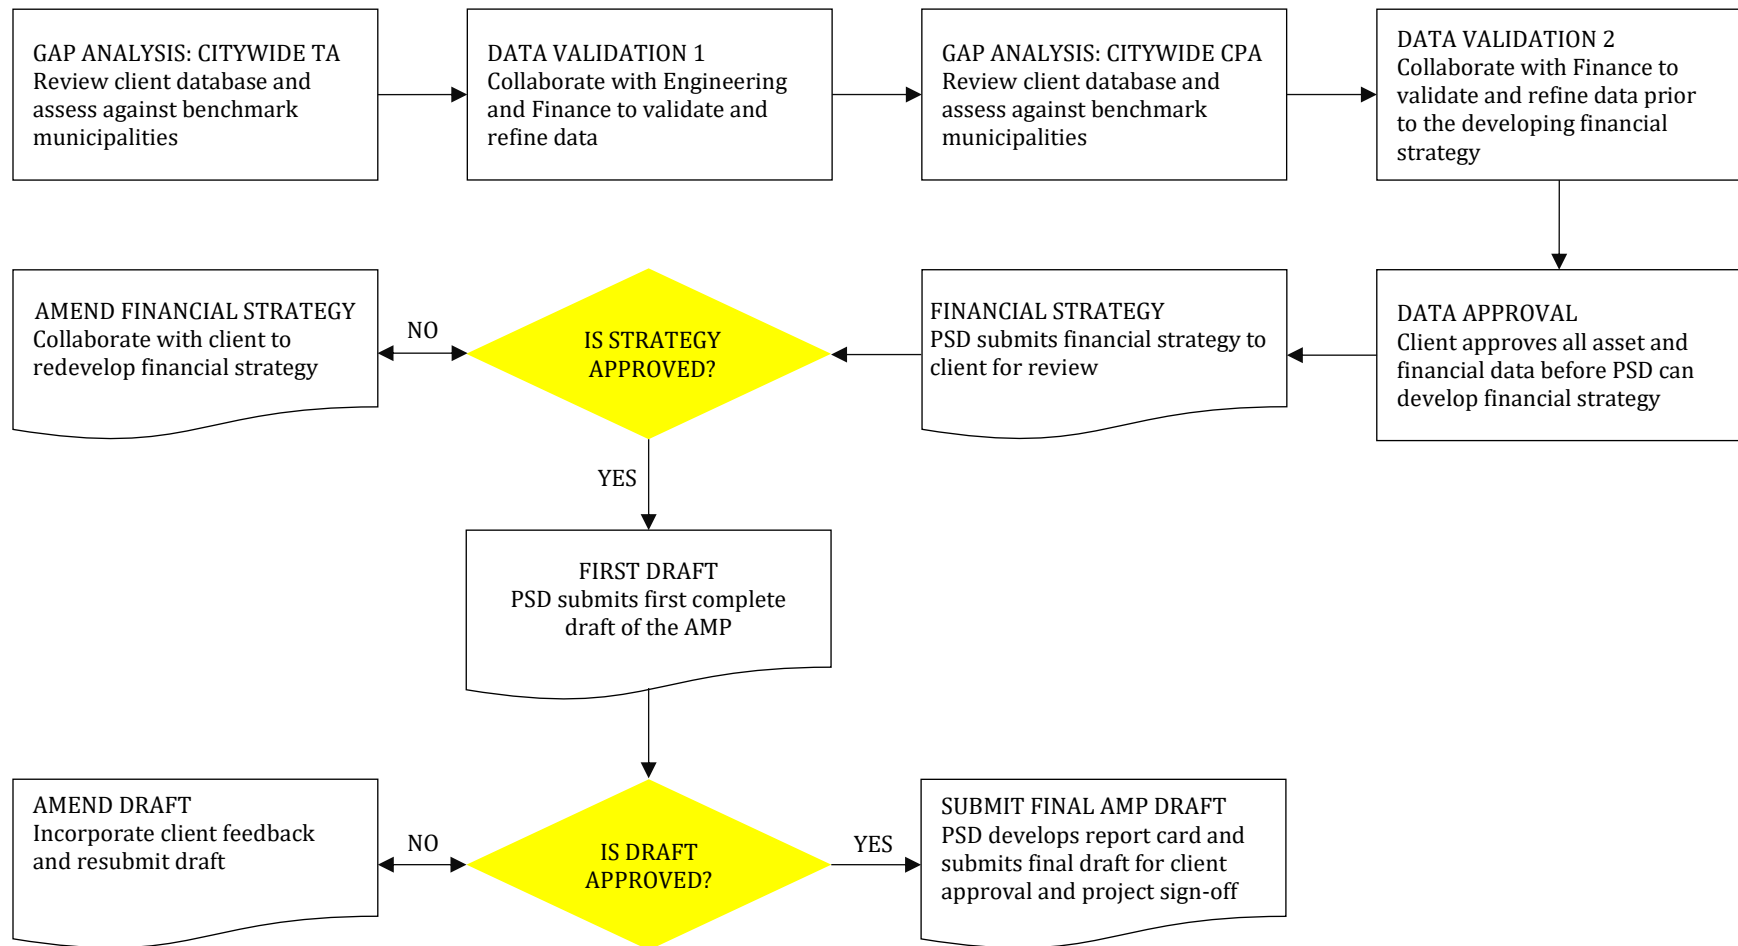 GAP ANALYSIS: CITYWIDE TA
Review client database and
assess against benchmark
municipalities
DATA VALIDATION 1
Collaborate with Engineering
and Finance to validate and
refine data
GAP ANALYSIS: CITYWIDE CPA
Review client database and
assess against benchmark
municipalities
DATA VALIDATION 2
Collaborate with Finance to
validate and refine data prior
to the developing financial
strategy
DATA APPROVAL
Client approves all asset and
financial data before PSD can
develop financial strategy
FINANCIAL STRATEGY
PSD submits financial strategy to
client for review
IS STRATEGY
APPROVED?
NO
AMEND FINANCIAL STRATEGY
Collaborate with client to
redevelop financial strategy
YES
FIRST DRAFT
PSD submits first complete
draft of the AMP
IS DRAFT
APPROVED?
NO
AMEND DRAFT
Incorporate client feedback
and resubmit draft
YES
SUBMIT FINAL AMP DRAFT
PSD develops report card and
submits final draft for client
approval and project sign-off